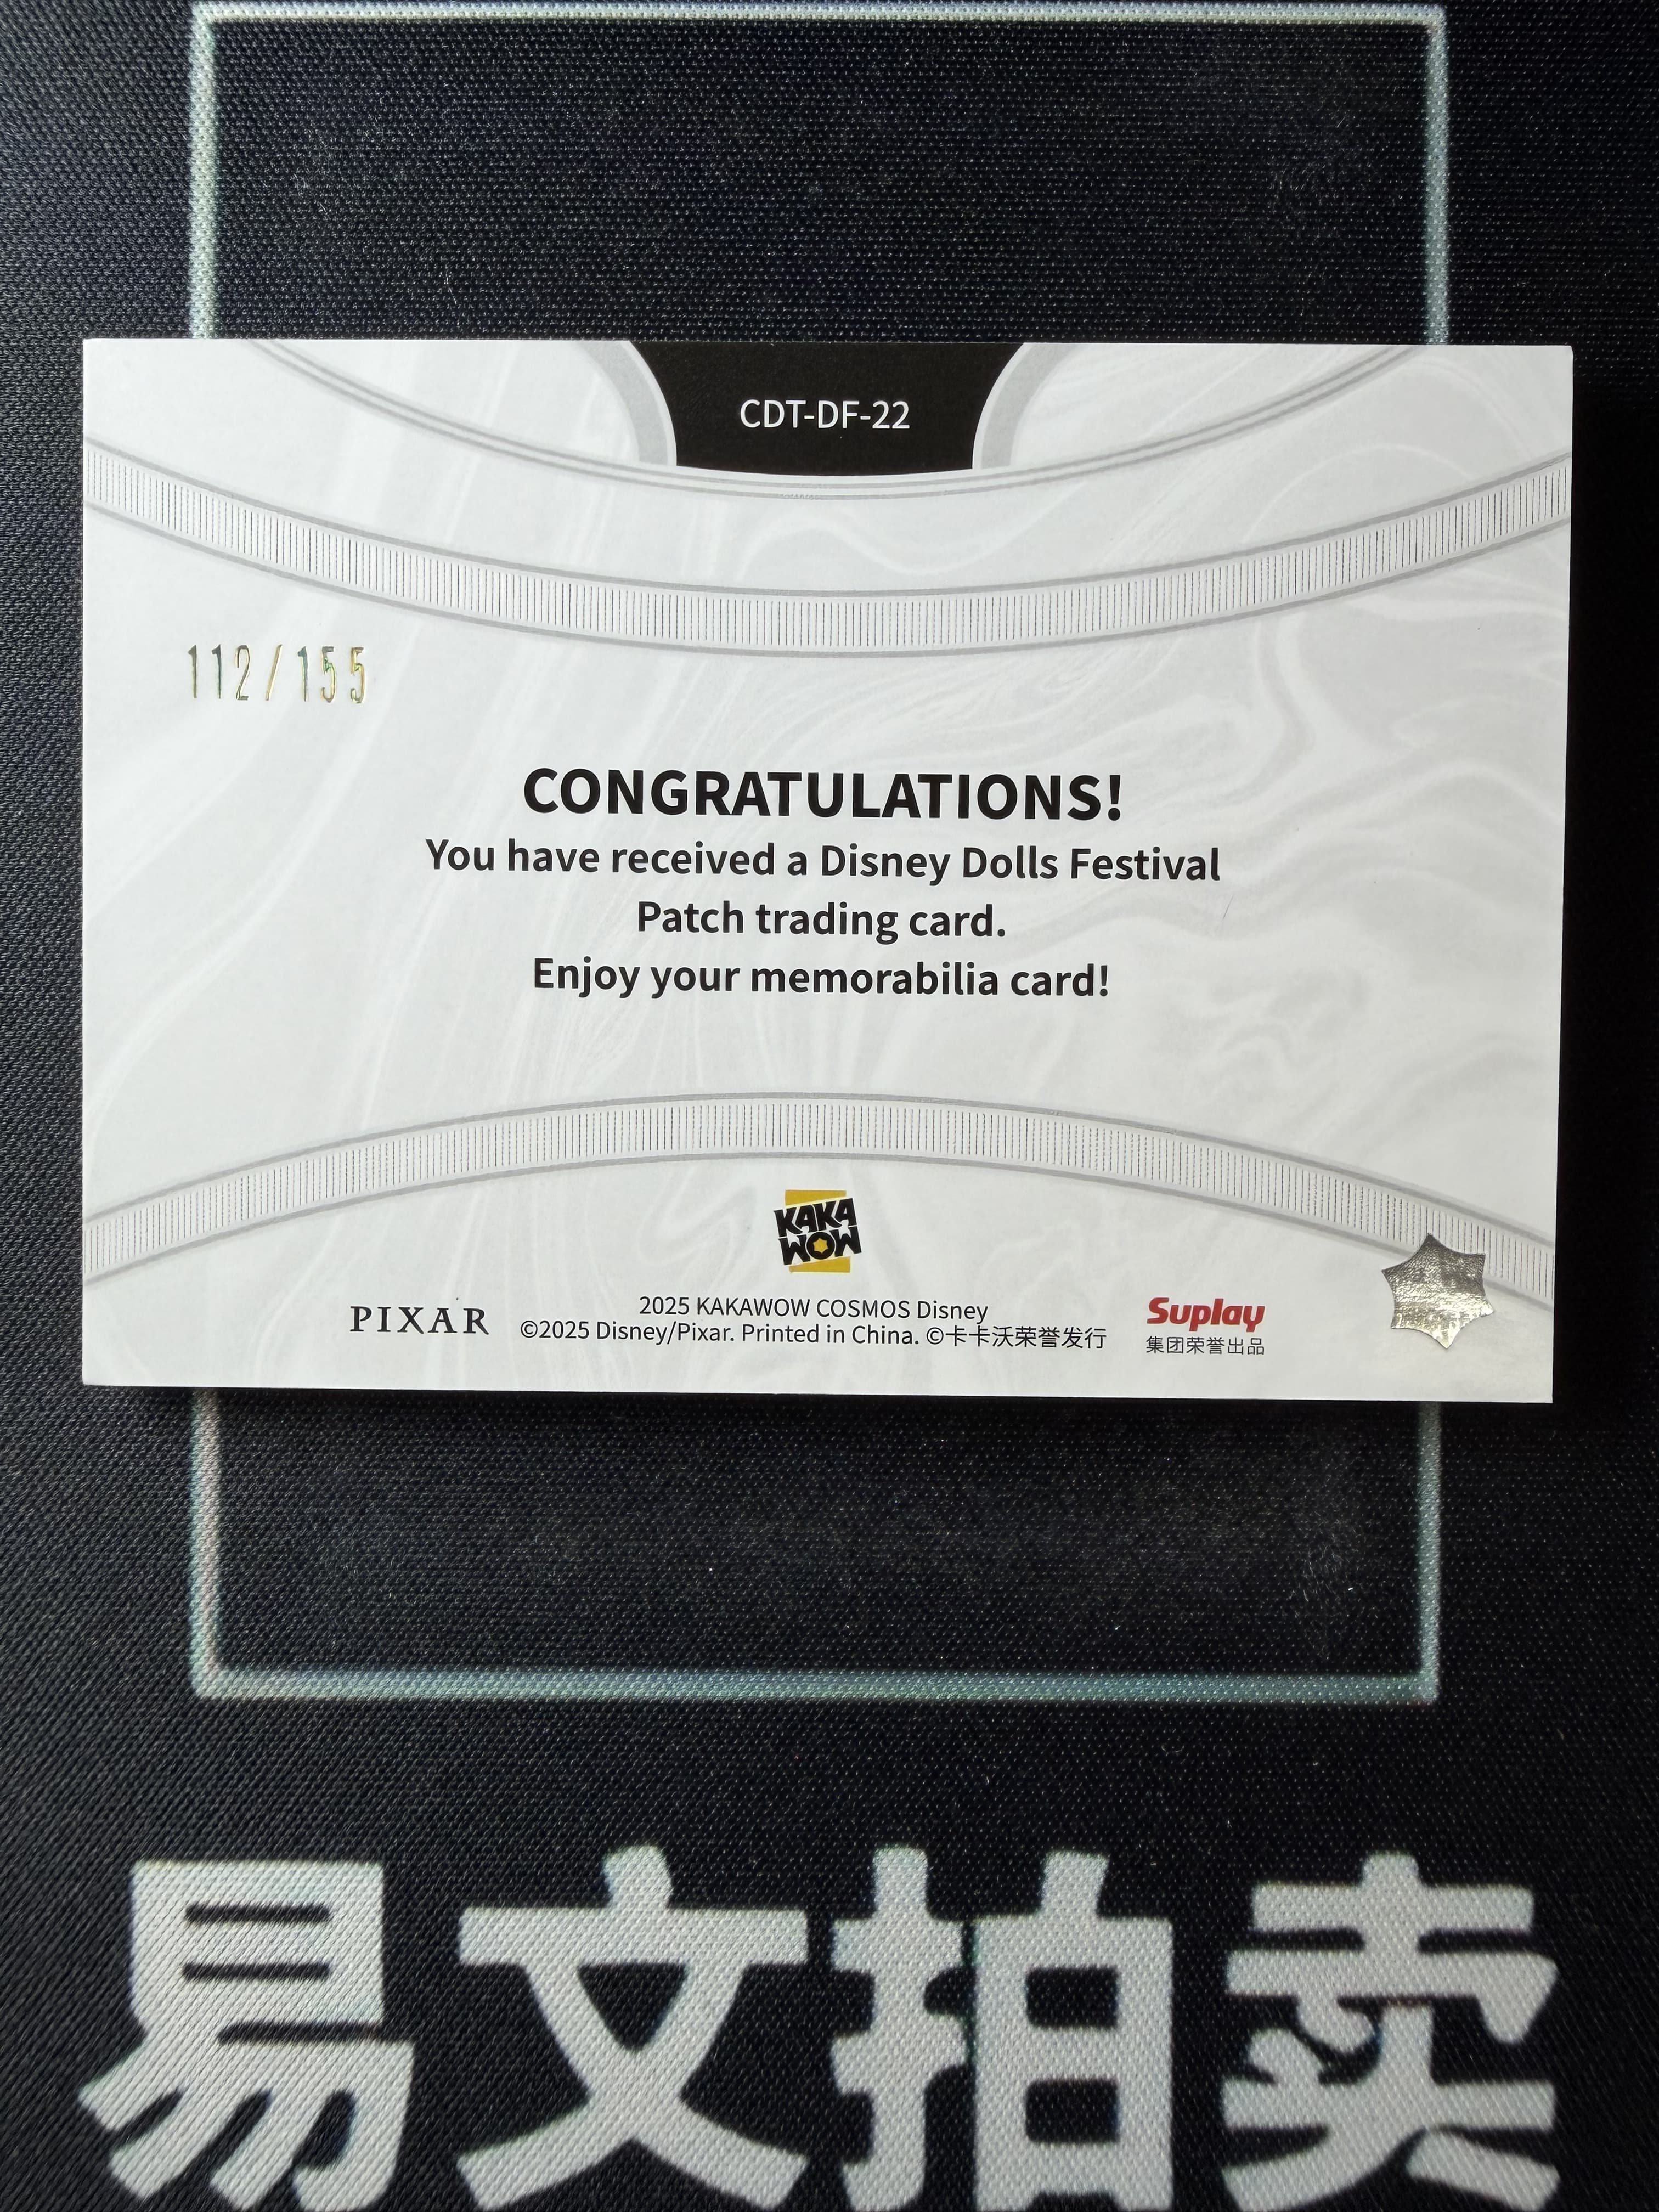 CDT-DF-22
112/155
CONGRATULATIONS!
You have received a Disney Dolls Festival
Patch trading card.
Enjoy your memorabilia card!
KAKA
WOW
PIXAR
2025 KAKAWOW COSMOS Disney
©2025 Disney/Pixar. Printed in China. ©卡卡沃荣誉发行
Suplay
集团荣誉出品
易文拍卖